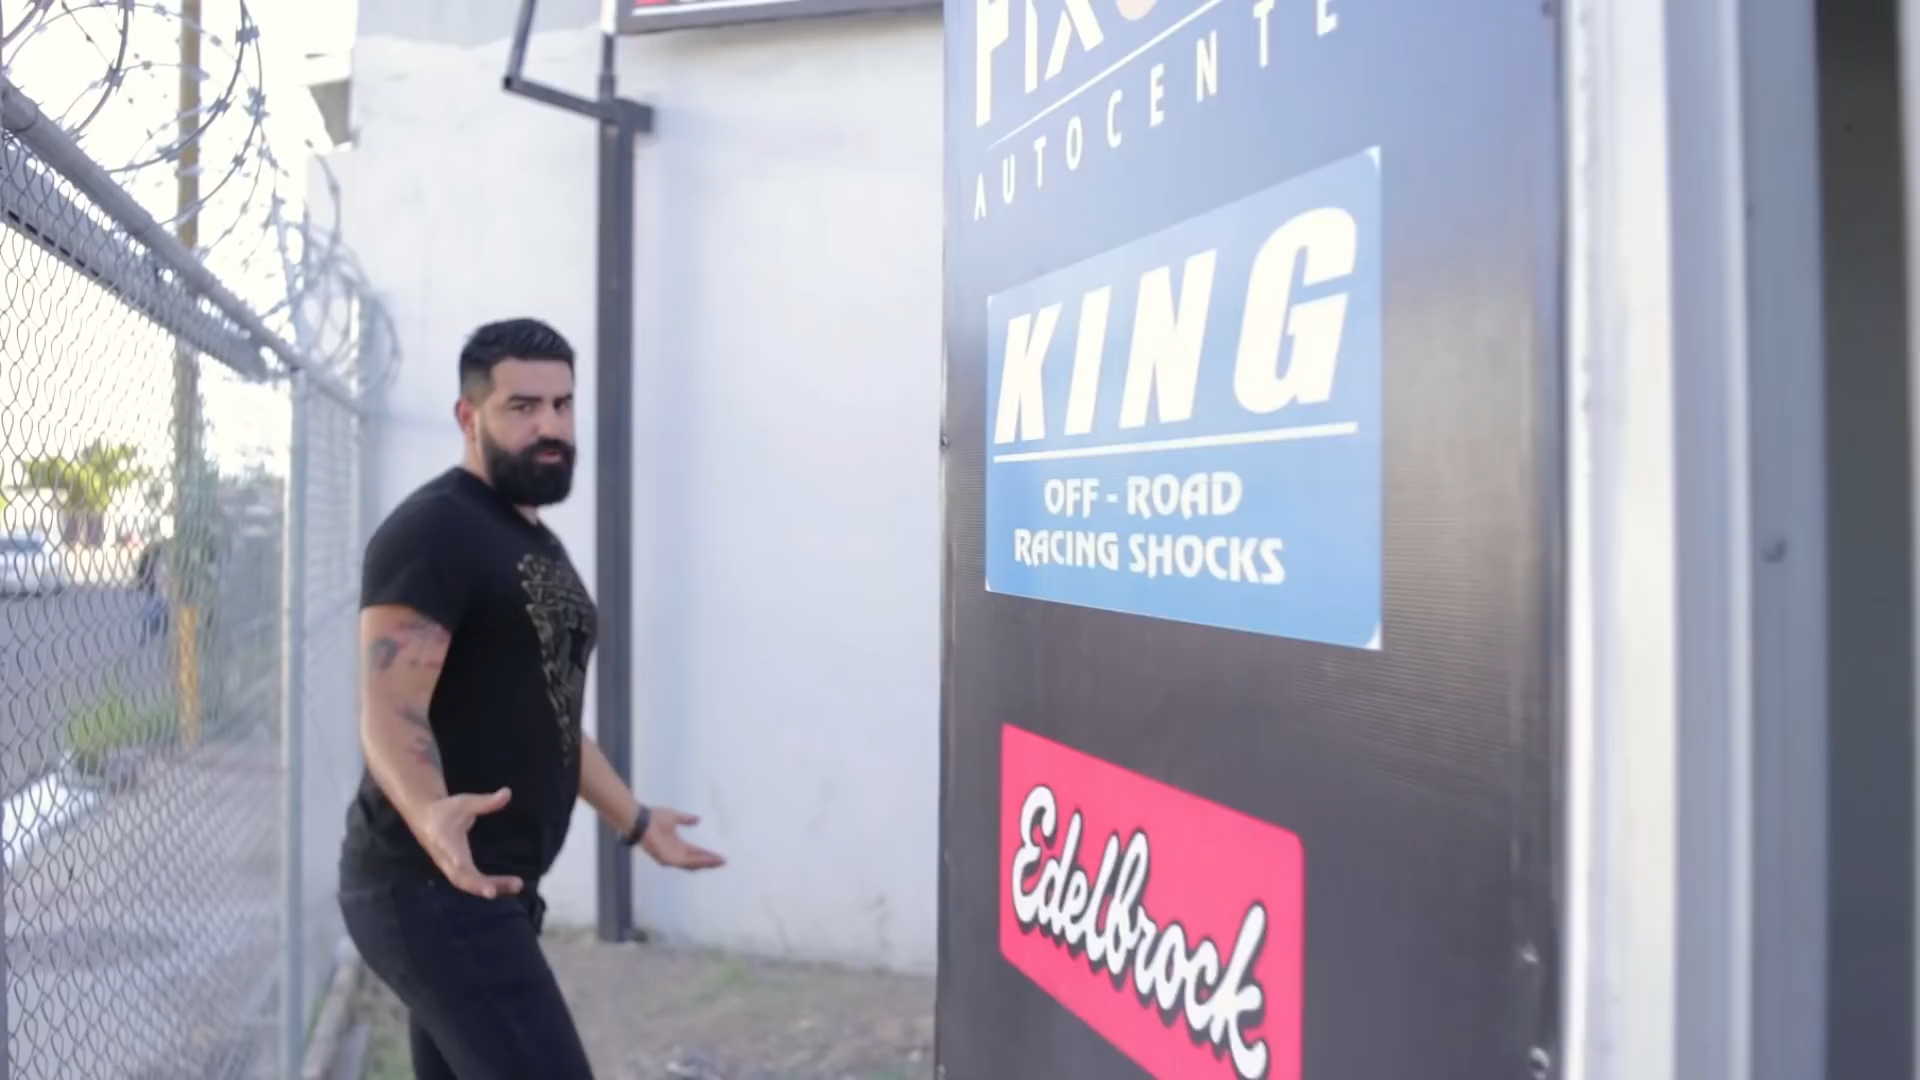 AUTOCENTE
KING
OFF - ROAD
RACING SHOCKS
Edelbrock